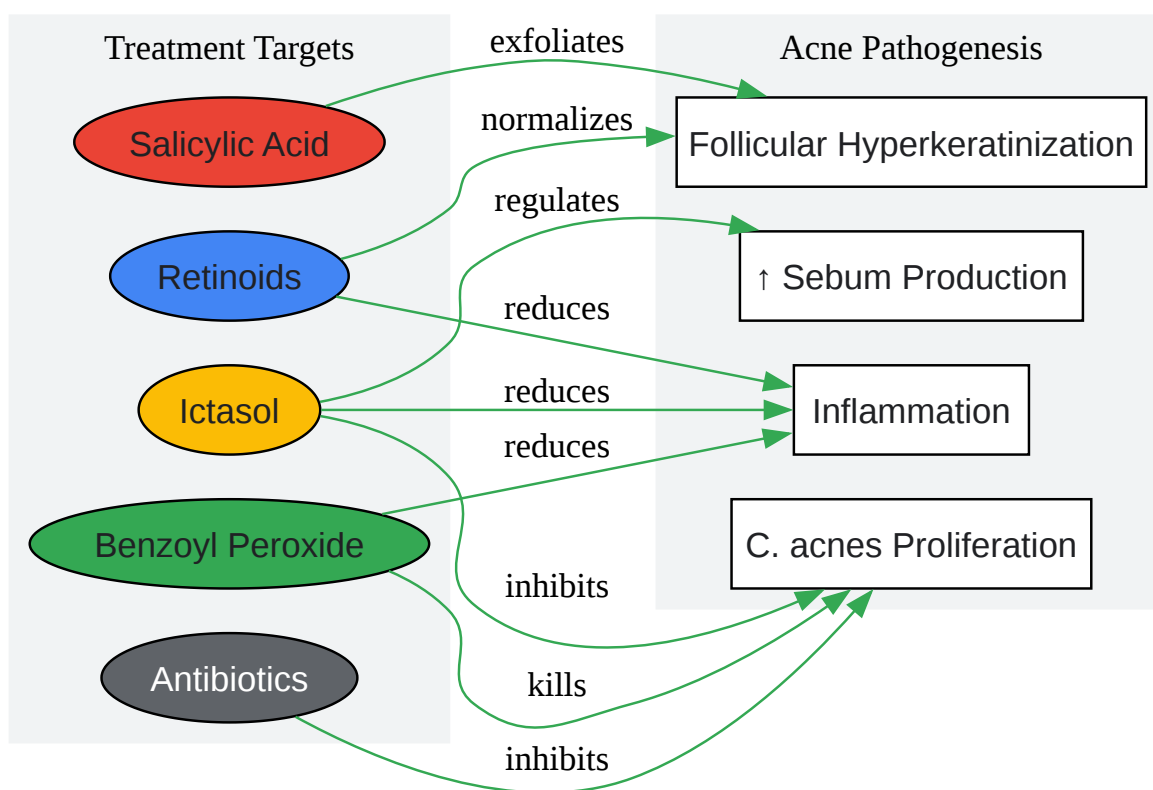 Treatment Targets
Acne Pathogenesis
exfoliates
Salicylic Acid
normalizes
Follicular Hyperkeratinization
regulates
Retinoids
↑ Sebum Production
reduces
Ictasol
reduces
Inflammation
reduces
Benzoyl Peroxide
C. acnes Proliferation
inhibits
Antibiotics
kills
inhibits